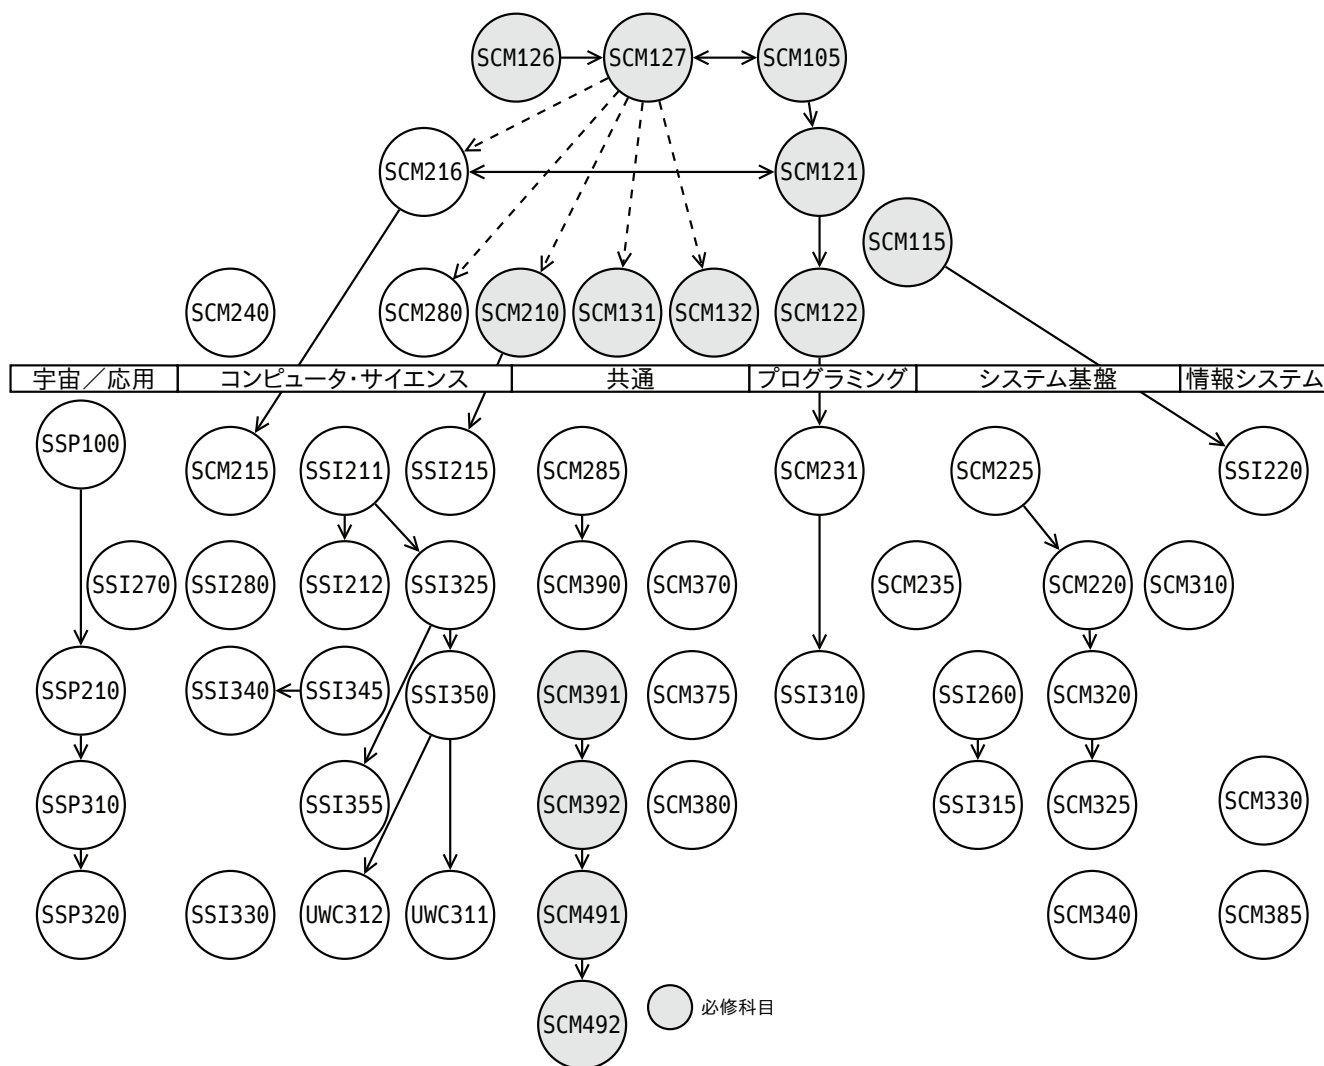 SCM126 SCM127 SCM105
SCM216 SCM121
SCM115
SCM240 SCM280 SCM210 SCM131 SCM132 SCM122
宇宙／応用 コンピュータ・サイエンス 共通 プログラミング システム基盤 情報システム
SSP100
SCM215 SSI211 SSI215 SCM285 SCM231 SCM225 SSI220
SSI270 SSI280 SSI212 SSI325 SCM390 SCM370 SCM235 SCM220 SCM310
SSP210 SSI340 SSI345 SSI350 SCM391 SCM375 SSI310 SSI260 SCM320
SSP310 SSI355 SCM392 SCM380 SSI315 SCM325 SCM330
SSP320 SSI330 UWC312 UWC311 SCM491 SCM340 SCM385
必修科目
SCM492